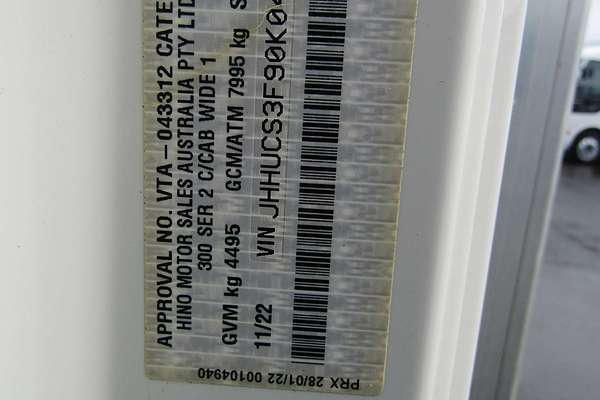 APPROVAL NO. VTA - 043312 CATE
HINO MOTOR SALES AUSTRALIA PTY LTD
300 SER 2 C/CAB WIDE 1
GVM kg 4495 GCM/ATM 7995 kg S
11/22 VIN JHHUCS3F90K04
PRX 28/01/22 00104940